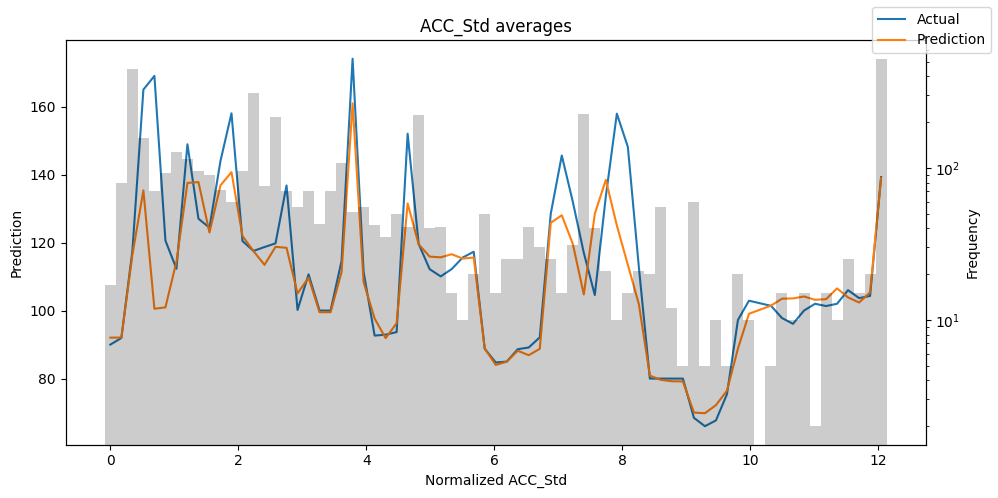 ACC_Std averages
Actual
Prediction
Prediction
160
140
120
100
80
10²
10¹
Frequency
0 2 4 6 8 10 12
Normalized ACC_Std